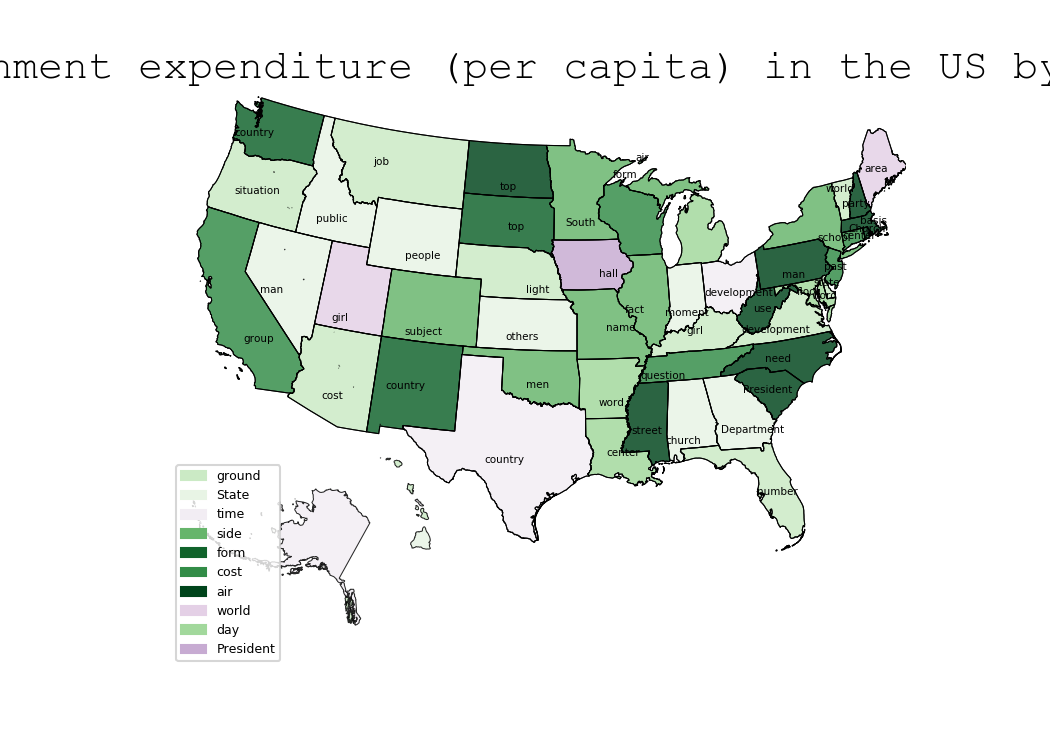 nment expenditure (per capita) in the US by
country
situation
job
public
people
top
top
air
form
South
area
world
party
basis
school
center
man
past
state
development
use
development
need
President
hall
light
man
girl
subject
others
fact
name
moment
girl
group
cost
country
men
question
word
street
church
Department
center
country
number
ground
State
time
side
form
cost
air
world
day
President